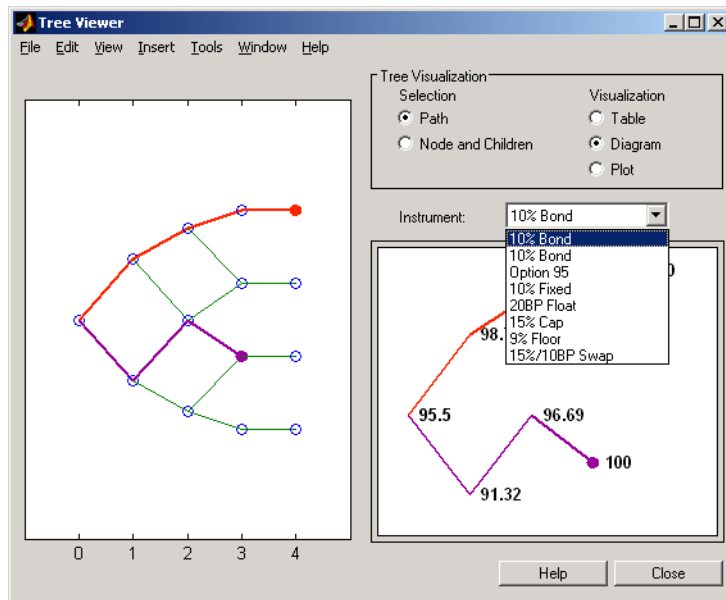 Tree Viewer
File Edit View Insert Tools Window Help
Tree Visualization
Selection
Path
Node and Children
Visualization
Table
Diagram
Plot
Instrument:
10% Bond
10% Bond
10% Bond
Option 95
10% Fixed
20BP Float
15% Cap
9% Floor
15%/10BP Swap
98.
95.5
96.69
100
91.32
0 1 2 3 4
Help
Close